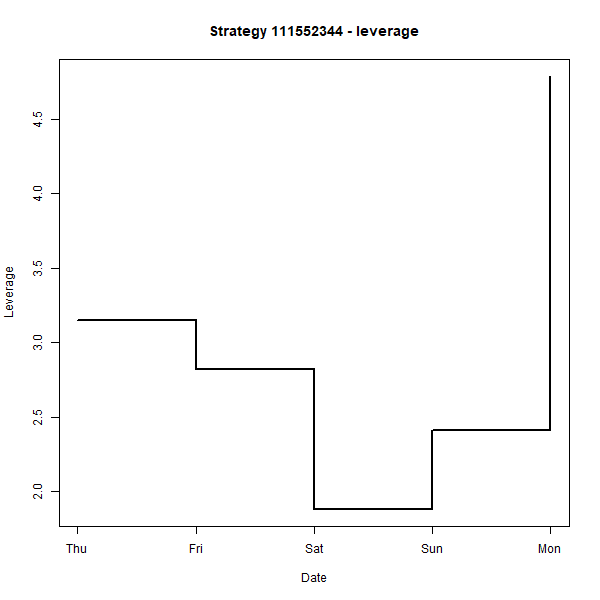 Strategy 111552344 - leverage
Leverage
4.5
4.0
3.5
3.0
2.5
2.0
Thu Fri Sat Sun Mon
Date